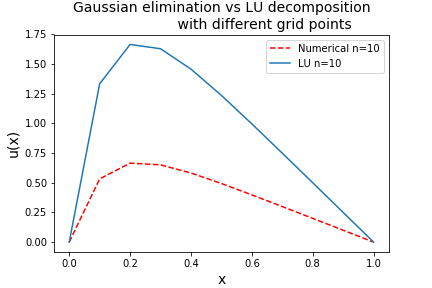 Gaussian elimination vs LU decomposition
with different grid points
1.75
1.50
1.25
1.00
0.75
0.50
0.25
0.00
u(x)
Numerical n=10
LU n=10
0.0 0.2 0.4 0.6 0.8 1.0
x